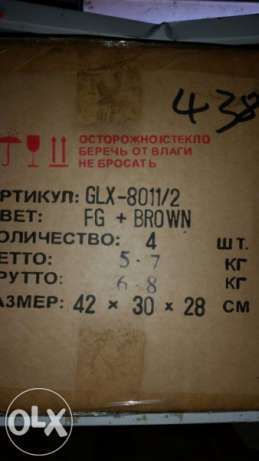 438
ОСТОРОЖНО!СТЕКЛО
БЕРЕЧЬ ОТ ВЛАГИ
НЕ БРОСАТЬ
РТИКУЛ: GLX-8011/2
ВЕТ: FG + BROWN
ОЛИЧЕСТВО: 4 ШТ.
ЕТТО: 5.7 КГ
РУТТО: 6.8 КГ
АЗМЕР: 42 × 30 × 28 СМ
OLX